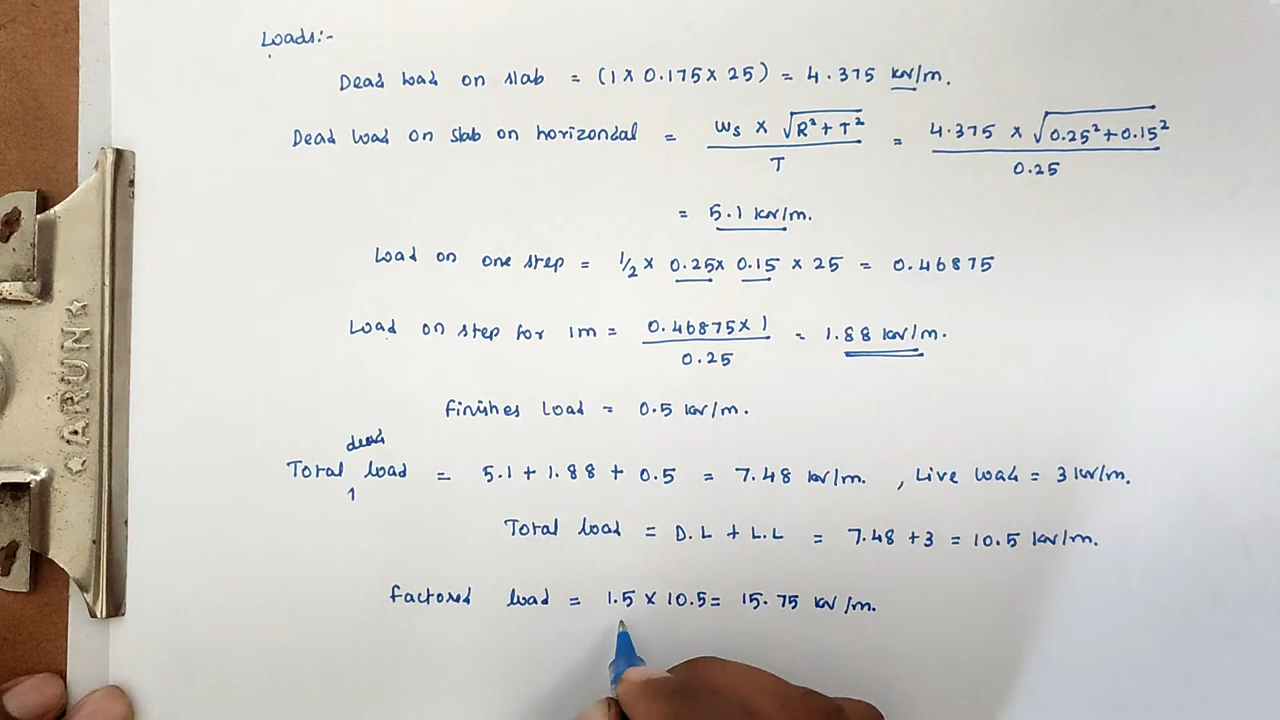 Loads:-
Dead load on slab = (1 x 0.175 x 25) = 4.375 kN/m.
Dead load on slab on horizondal = Ws x √R²+T² / T = 4.375 x √0.25²+0.15² / 0.25
= 5.1 kN/m.
Load on one step = 1/2 x 0.25 x 0.15 x 25 = 0.46875
Load on step for 1m = 0.46875 x 1 / 0.25 = 1.88 kN/m.
Finishes Load = 0.5 kN/m.
Total dead load = 5.1 + 1.88 + 0.5 = 7.48 kN/m. , Live load = 3 kN/m.
Total load = D.L + L.L = 7.48 + 3 = 10.5 kN/m.
Factored load = 1.5 x 10.5 = 15.75 kN/m.
ARUN